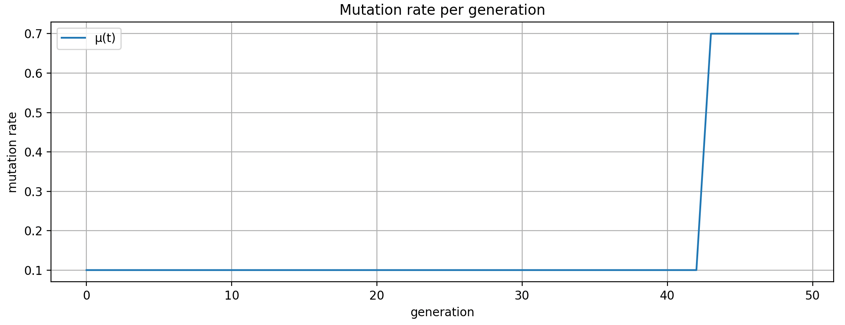 Mutation rate per generation
μ(t)
mutation rate
0.7
0.6
0.5
0.4
0.3
0.2
0.1
0 10 20 30 40 50
generation